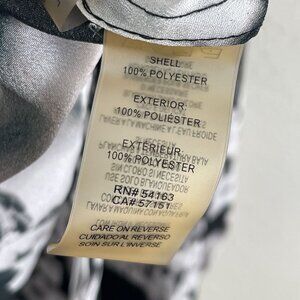 SHELL:
100% POLYESTER
EXTERIOR:
100% POLIÉSTER
EXTÉRIEUR:
100% POLYESTER
RN# 54163
CA# 57151
CARE ON REVERSE
CUIDADO AL REVERSO
SOIN SUR L'INVERSE